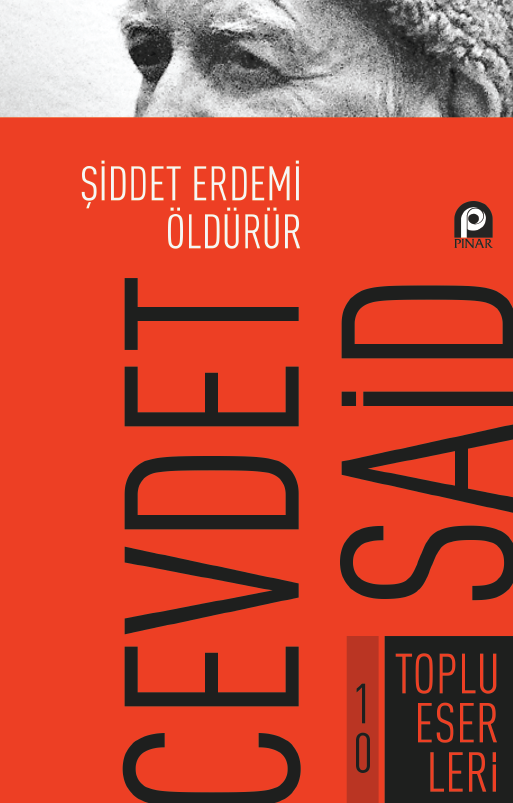 ŞİDDET ERDEMİ
ÖLDÜRÜR
PINAR
CEVDET
SAİD
10
TOPLU
ESER
LERİ